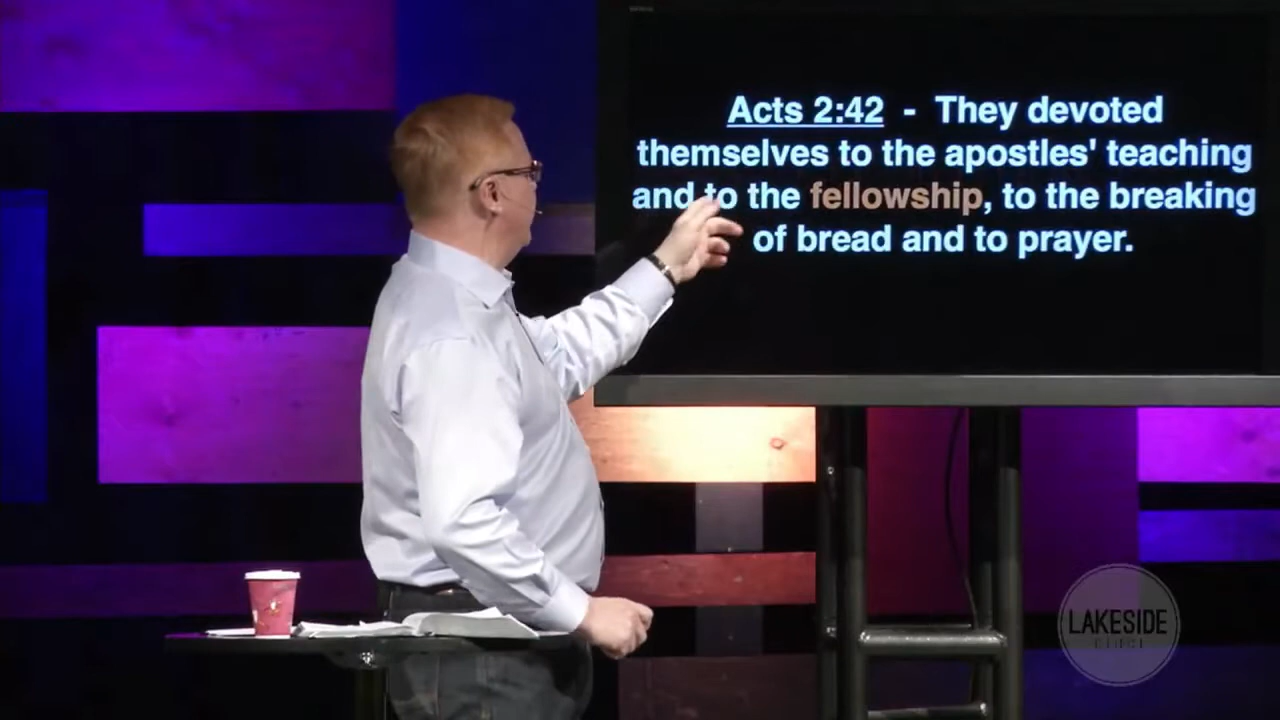 Acts 2:42 - They devoted
themselves to the apostles' teaching
and to the fellowship, to the breaking
of bread and to prayer.
LAKESIDE